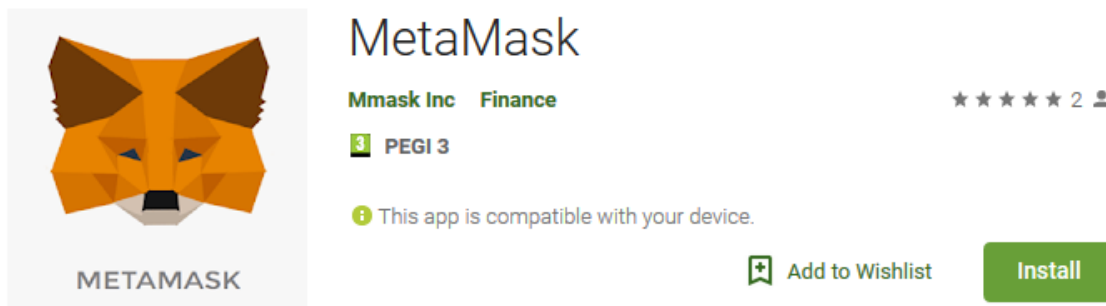 MetaMask
Mmask Inc Finance
2
3 PEGI 3
This app is compatible with your device.
Add to Wishlist
Install
METAMASK